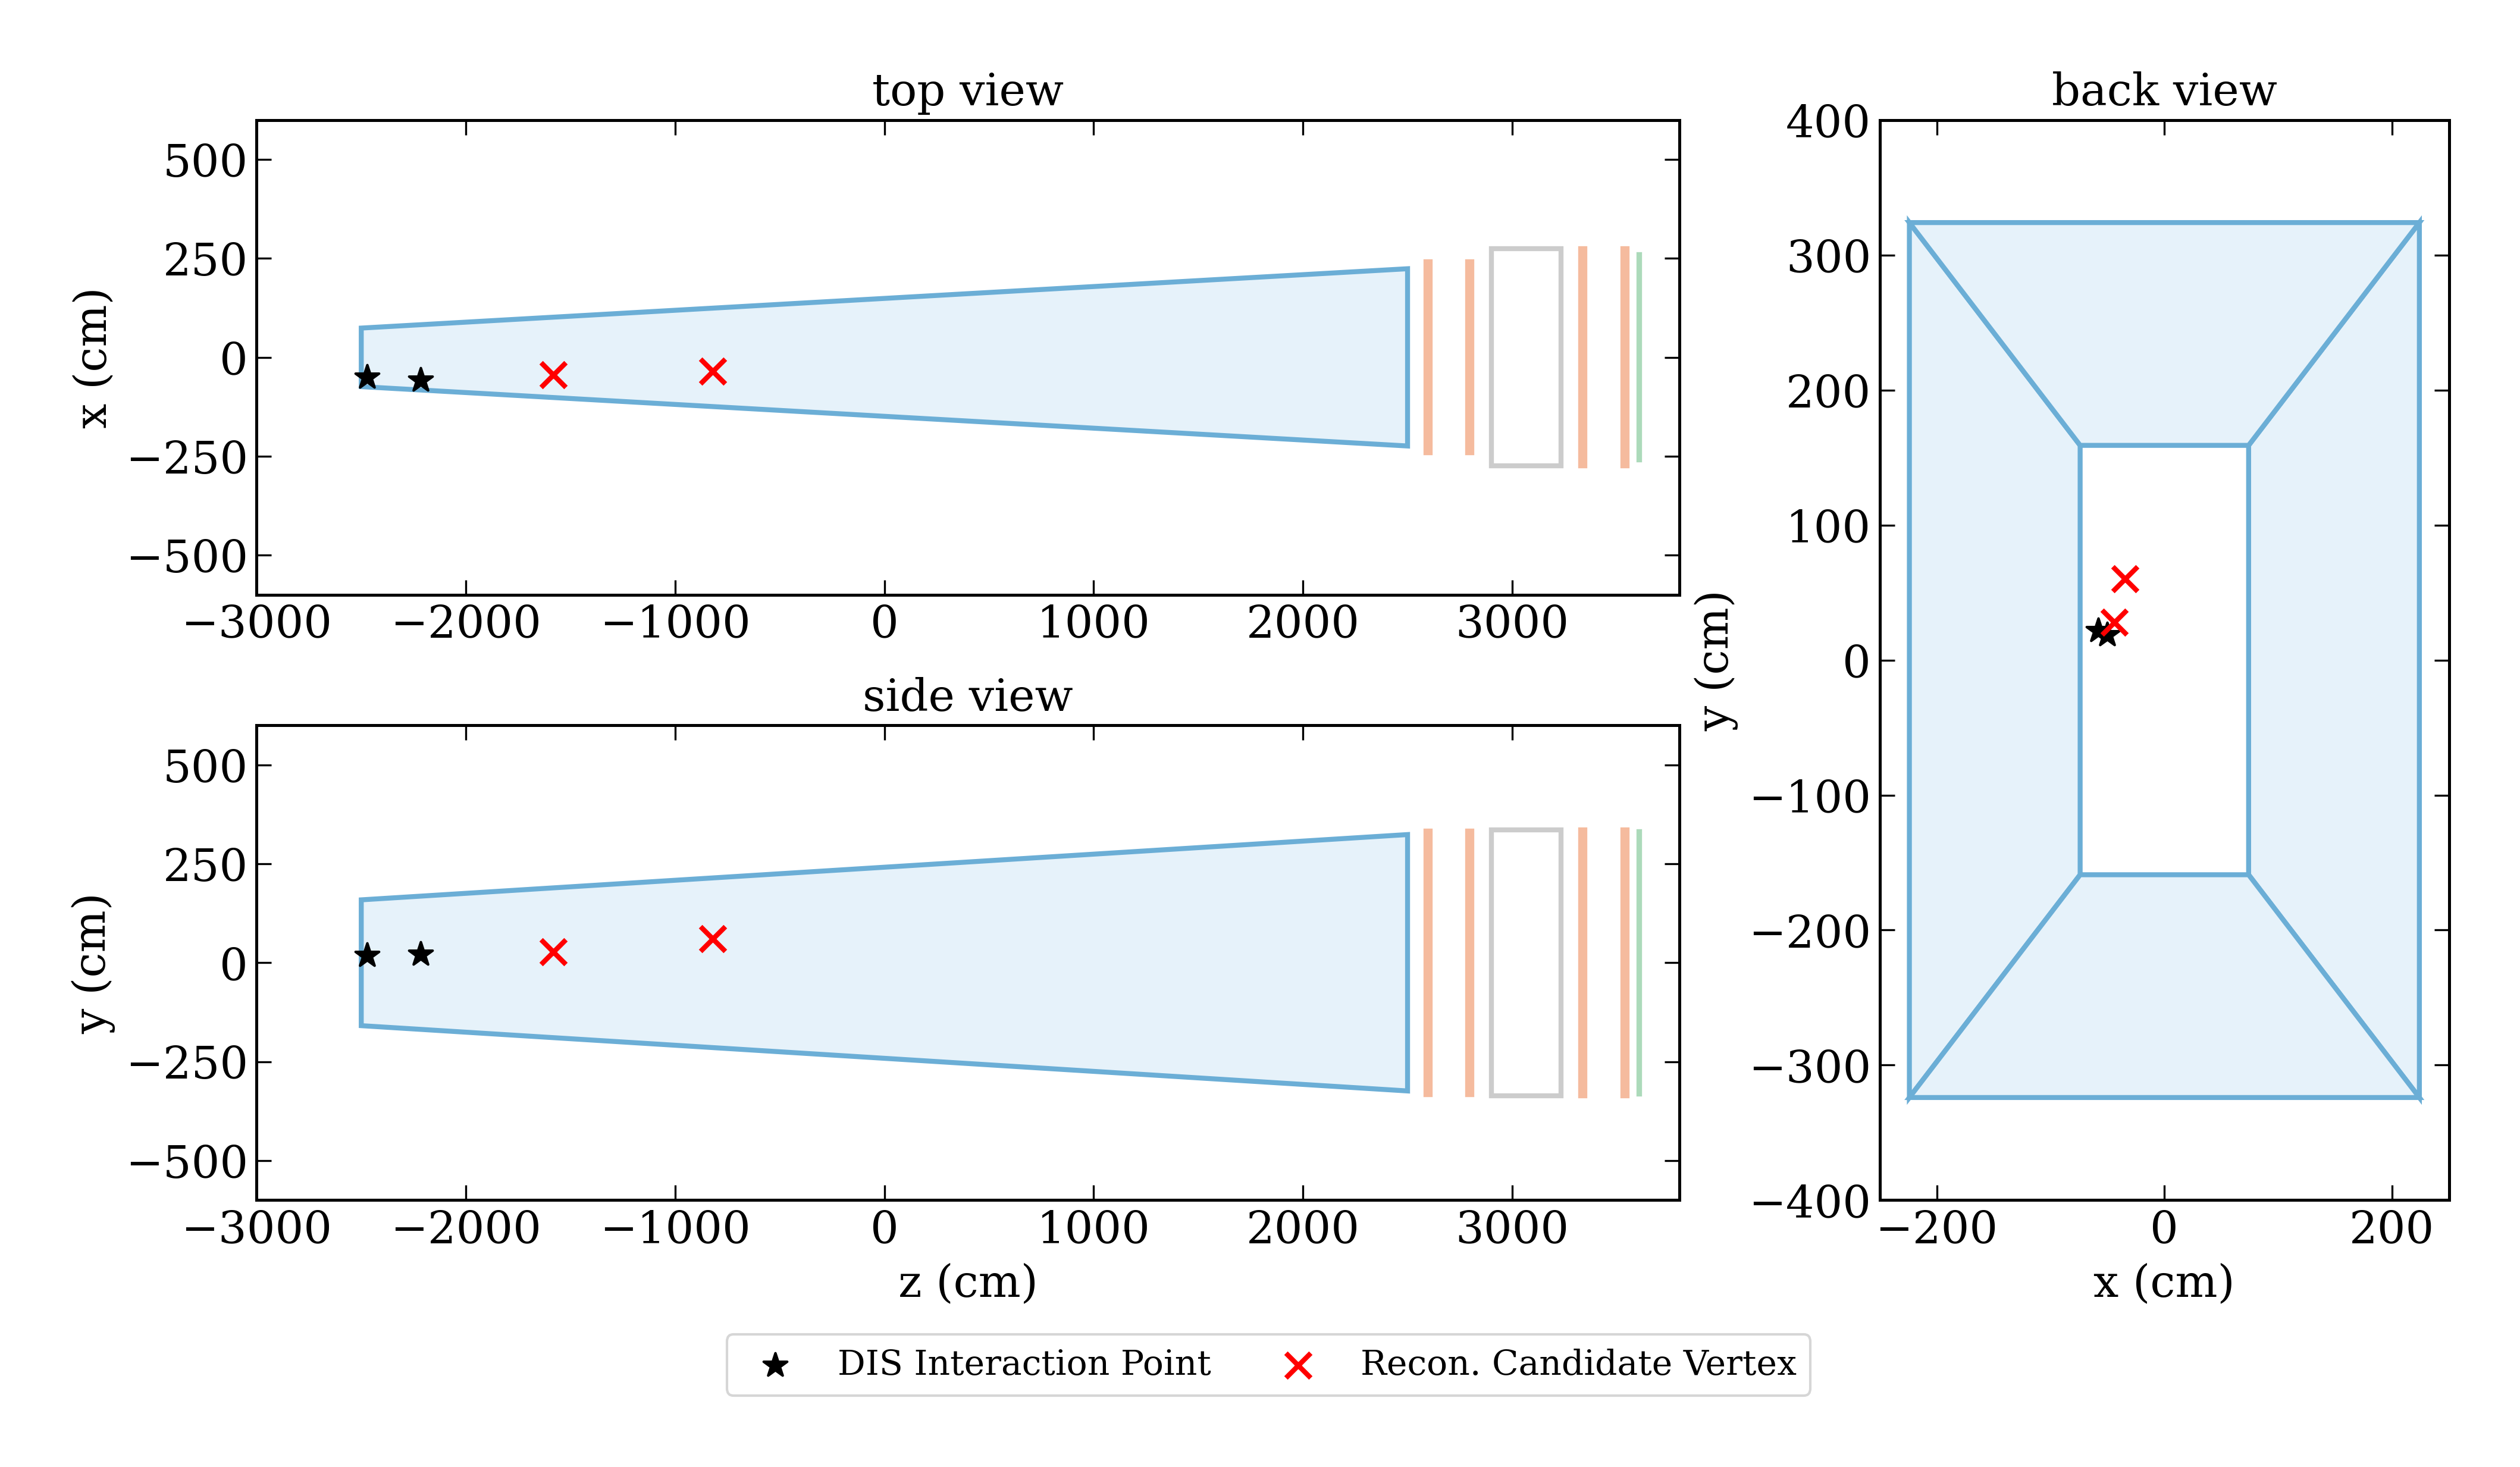 top view
500
250
0
−250
−500
x (cm)
−3000 −2000 −1000 0 1000 2000 3000
side view
500
250
0
−250
−500
y (cm)
−3000 −2000 −1000 0 1000 2000 3000
z (cm)
back view
400
300
200
100
0
−100
−200
−300
−400
y (cm)
−200 0 200
x (cm)
DIS Interaction Point Recon. Candidate Vertex